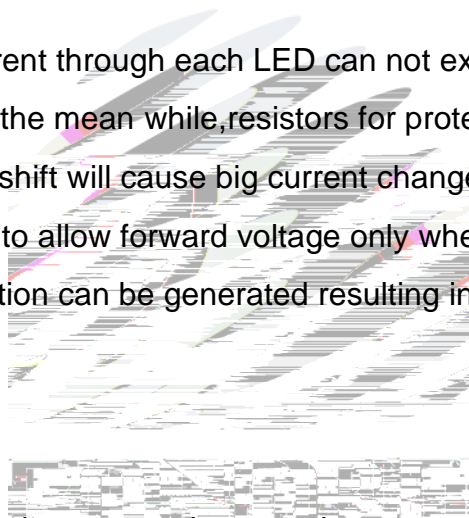 rent through each LED can not ex
the mean while,resistors for prote
shift will cause big current change
to allow forward voltage only whe
tion can be generated resulting in